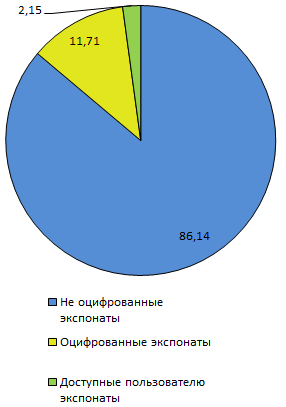 2,15
11,71
86,14
Не оцифрованные
экспонаты
Оцифрованные экспонаты
Доступные пользователю
экспонаты